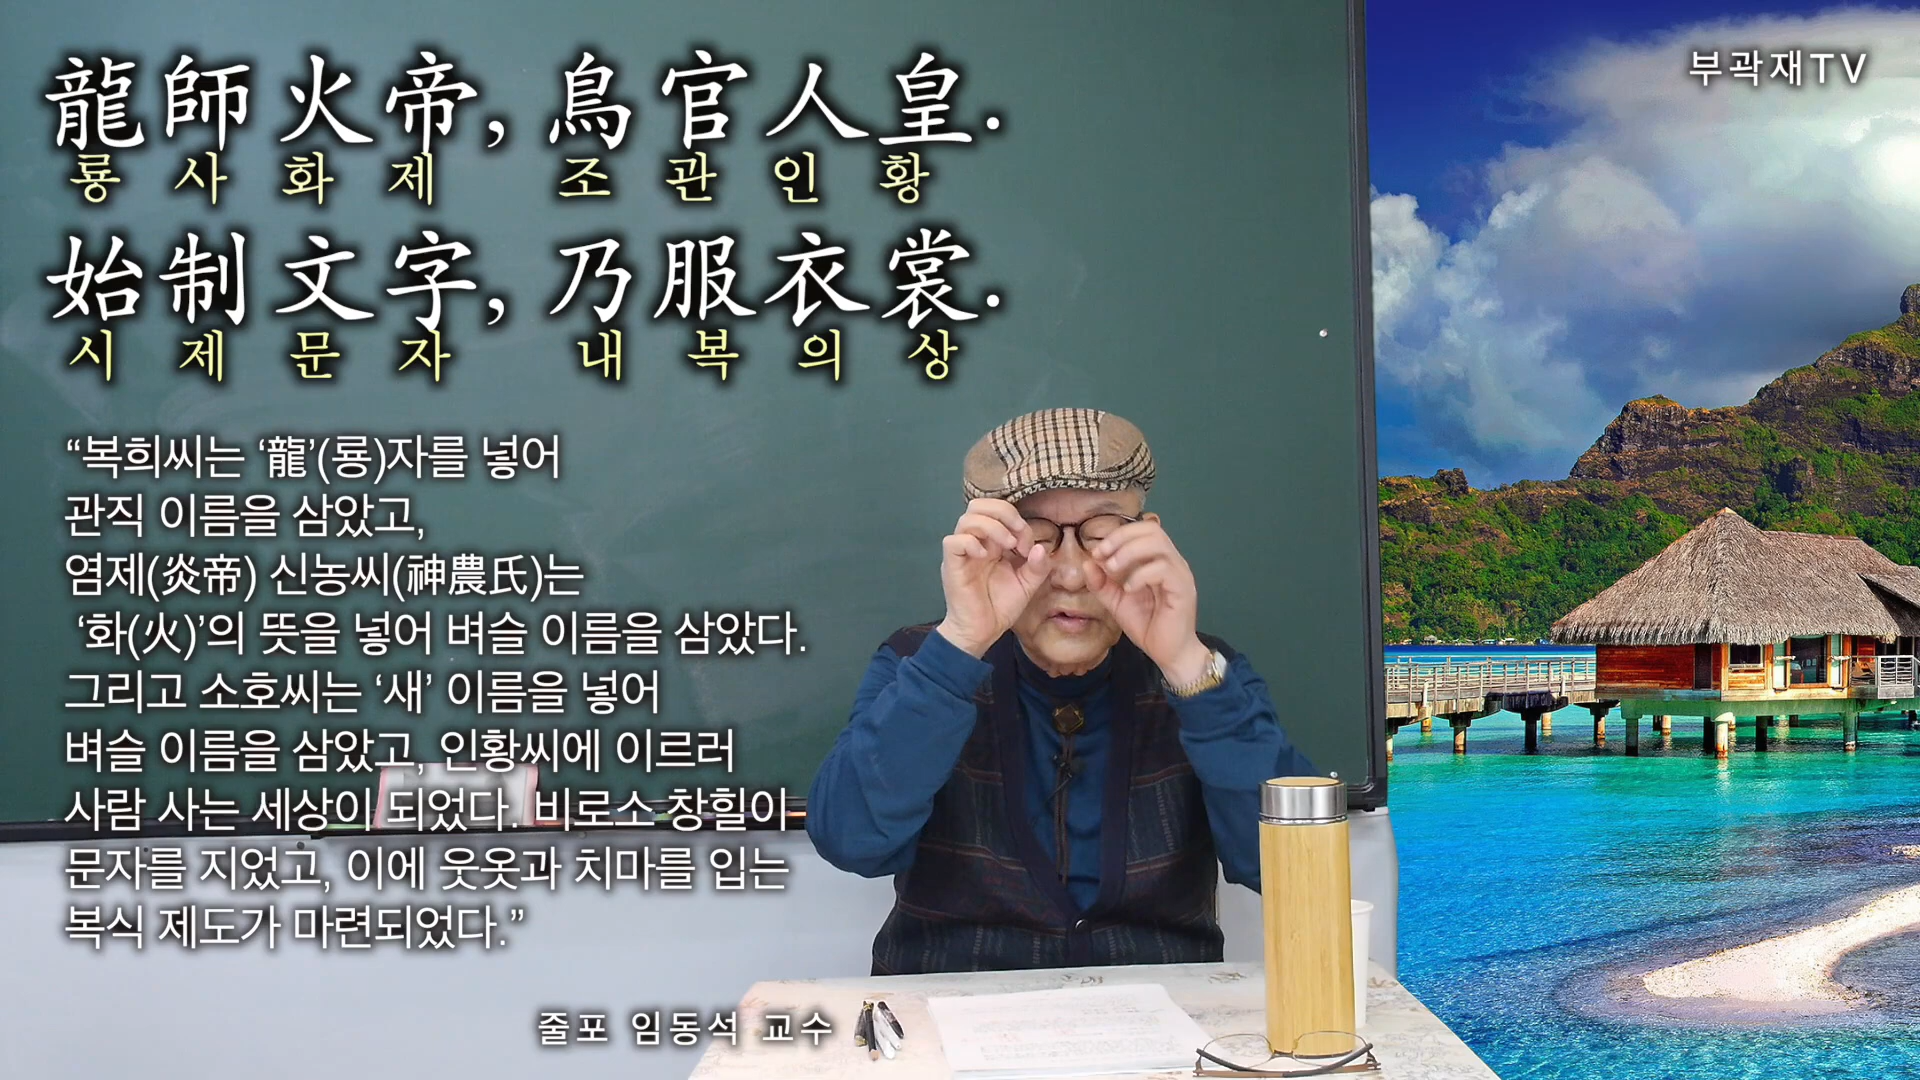 부곽재TV
龍師火帝, 鳥官人皇.
룡사화제 조관인황
始制文字, 乃服衣裳.
시제문자 내복의상
“복희씨는 ‘龍’(룡)자를 넣어
관직 이름을 삼았고,
염제(炎帝) 신농씨(神農氏)는
‘화(火)’의 뜻을 넣어 벼슬 이름을 삼았다.
그리고 소호씨는 ‘새’ 이름을 넣어
벼슬 이름을 삼았고, 인황씨에 이르러
사람 사는 세상이 되었다. 비로소 창힐이
문자를 지었고, 이에 웃옷과 치마를 입는
복식 제도가 마련되었다.”
줄포 임동석 교수